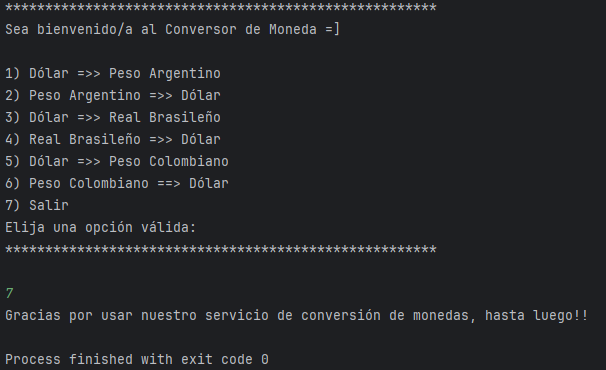 ******************************************************
Sea bienvenido/a al Conversor de Moneda =]
1) Dólar =>> Peso Argentino
2) Peso Argentino =>> Dólar
3) Dólar =>> Real Brasileño
4) Real Brasileño =>> Dólar
5) Dólar =>> Peso Colombiano
6) Peso Colombiano ==> Dólar
7) Salir
Elija una opción válida:
******************************************************
7
Gracias por usar nuestro servicio de conversión de monedas, hasta luego!!
Process finished with exit code 0